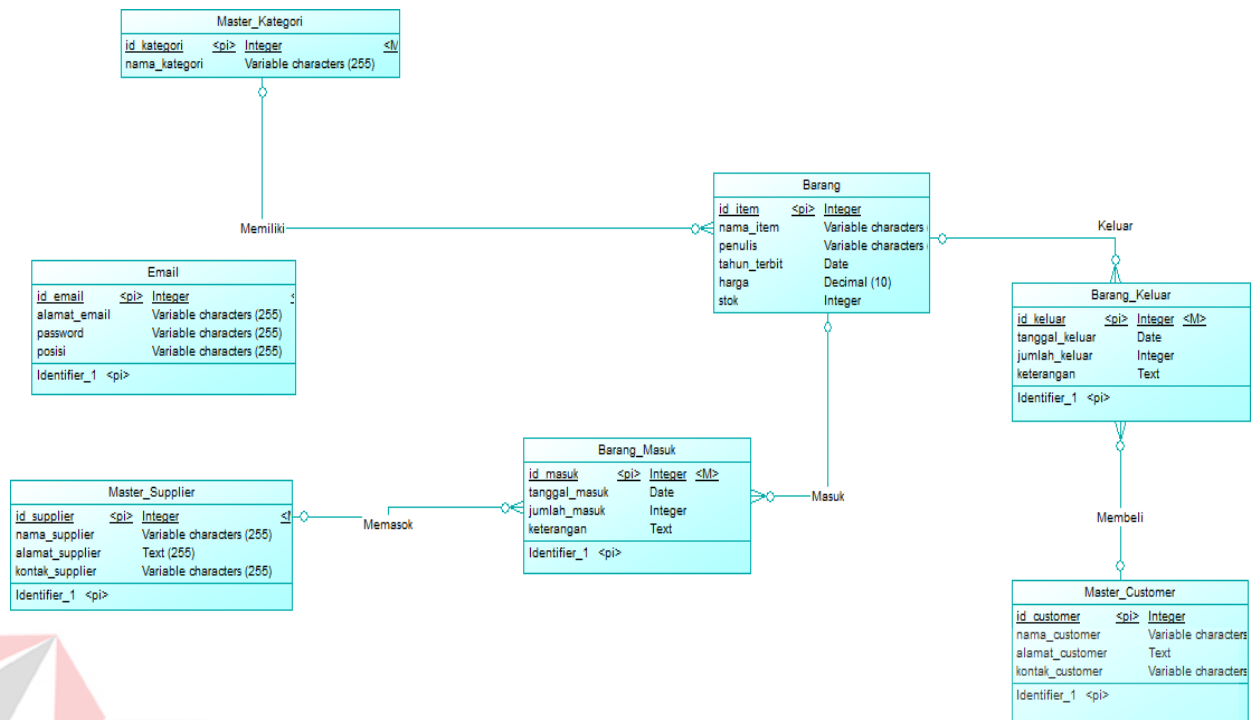 Master_Kategori
id_kategori <pi> Integer <M
nama_kategori Variable characters (255)
Memiliki
Barang
id_item <pi> Integer
nama_item Variable characters (
penulis Variable characters (
tahun_terbit Date
harga Decimal (10)
stok Integer
Keluar
Email
id_email <pi> Integer <
alamat_email Variable characters (255)
password Variable characters (255)
posisi Variable characters (255)
Identifier_1 <pi>
Barang_Keluar
id_keluar <pi> Integer <M>
tanggal_keluar Date
jumlah_keluar Integer
keterangan Text
Identifier_1 <pi>
Barang_Masuk
id_masuk <pi> Integer <M>
tanggal_masuk Date
jumlah_masuk Integer
keterangan Text
Identifier_1 <pi>
Masuk
Master_Supplier
id_supplier <pi> Integer <M
nama_supplier Variable characters (255)
alamat_supplier Text (255)
kontak_supplier Variable characters (255)
Identifier_1 <pi>
Memasok
Membeli
Master_Customer
id_customer <pi> Integer
nama_customer Variable characters
alamat_customer Text
kontak_customer Variable characters
Identifier_1 <pi>